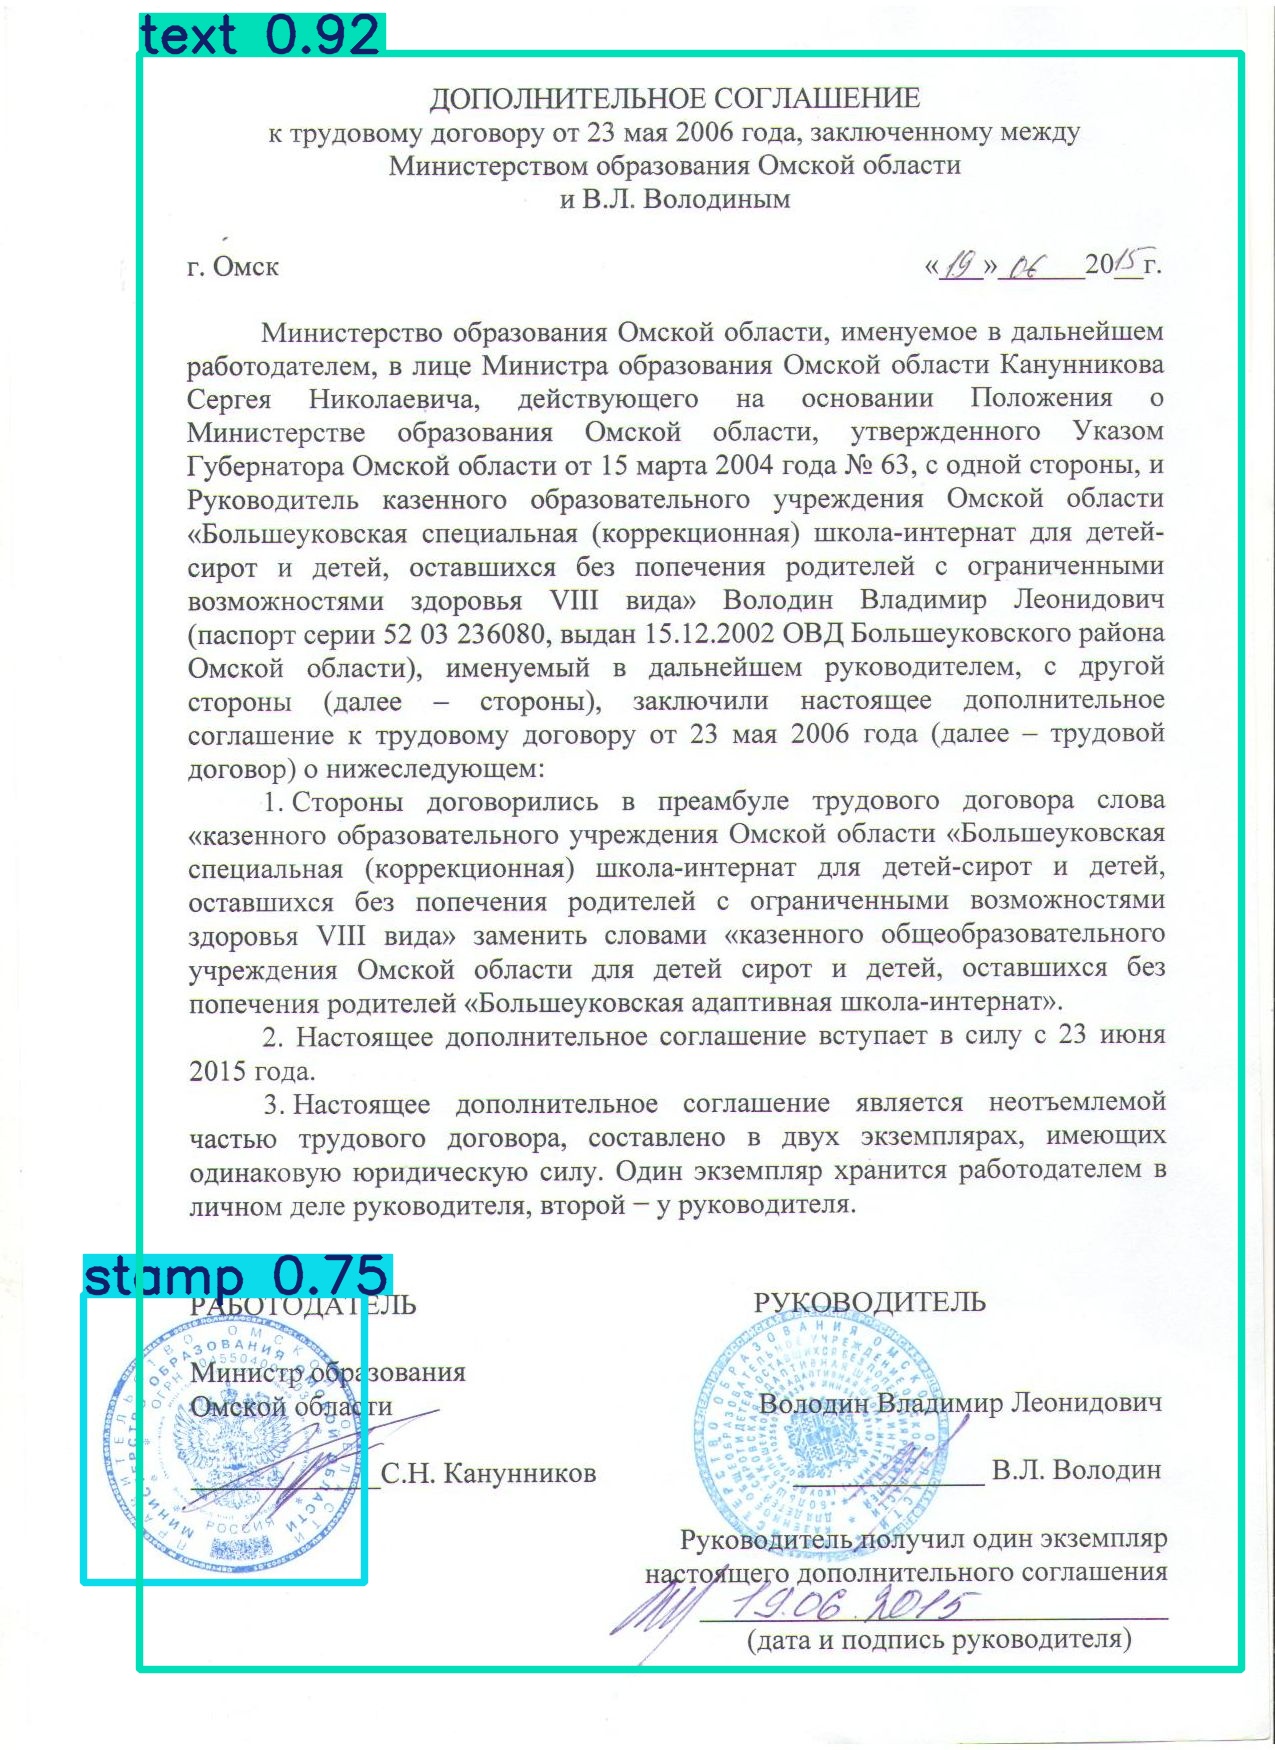 text 0.92
ДОПОЛНИТЕЛЬНОЕ СОГЛАШЕНИЕ
к трудовому договору от 23 мая 2006 года, заключенному между
Министерством образования Омской области
и В.Л. Володиным
г. Омск «19» 06 2015г.
Министерство образования Омской области, именуемое в дальнейшем
работодателем, в лице Министра образования Омской области Канунникова
Сергея Николаевича, действующего на основании Положения о
Министерстве образования Омской области, утвержденного Указом
Губернатора Омской области от 15 марта 2004 года № 63, с одной стороны, и
Руководитель казенного образовательного учреждения Омской области
«Большеуковская специальная (коррекционная) школа-интернат для детей-
сирот и детей, оставшихся без попечения родителей с ограниченными
возможностями здоровья VIII вида» Володин Владимир Леонидович
(паспорт серии 52 03 236080, выдан 15.12.2002 ОВД Большеуковского района
Омской области), именуемый в дальнейшем руководителем, с другой
стороны (далее – стороны), заключили настоящее дополнительное
соглашение к трудовому договору от 23 мая 2006 года (далее – трудовой
договор) о нижеследующем:
1. Стороны договорились в преамбуле трудового договора слова
«казенного образовательного учреждения Омской области «Большеуковская
специальная (коррекционная) школа-интернат для детей-сирот и детей,
оставшихся без попечения родителей с ограниченными возможностями
здоровья VIII вида» заменить словами «казенного общеобразовательного
учреждения Омской области для детей сирот и детей, оставшихся без
попечения родителей «Большеуковская адаптивная школа-интернат».
2. Настоящее дополнительное соглашение вступает в силу с 23 июня
2015 года.
3. Настоящее дополнительное соглашение является неотъемлемой
частью трудового договора, составлено в двух экземплярах, имеющих
одинаковую юридическую силу. Один экземпляр хранится работодателем в
личном деле руководителя, второй – у руководителя.
stamp 0.75
РАБОТОДАТЕЛЬ РУКОВОДИТЕЛЬ
Министр образования
Омской области Володин Владимир Леонидович
С.Н. Канунников В.Л. Володин
РОССИЯ
Руководитель получил один экземпляр
настоящего дополнительного соглашения
19.06.2015
(дата и подпись руководителя)